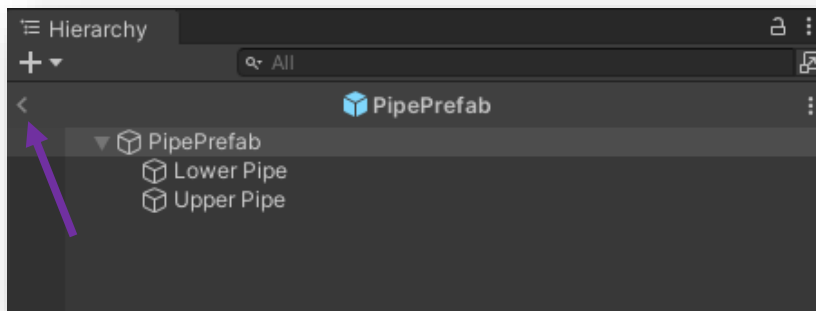 Hierarchy
All
PipePrefab
PipePrefab
Lower Pipe
Upper Pipe